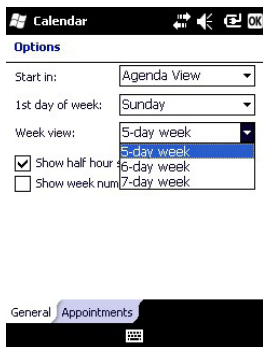 Calendar
OK
Options
Start in: Agenda View
1st day of week: Sunday
Week view: 5-day week
5-day week
Show half hour
6-day week
Show week num
7-day week
General Appointments